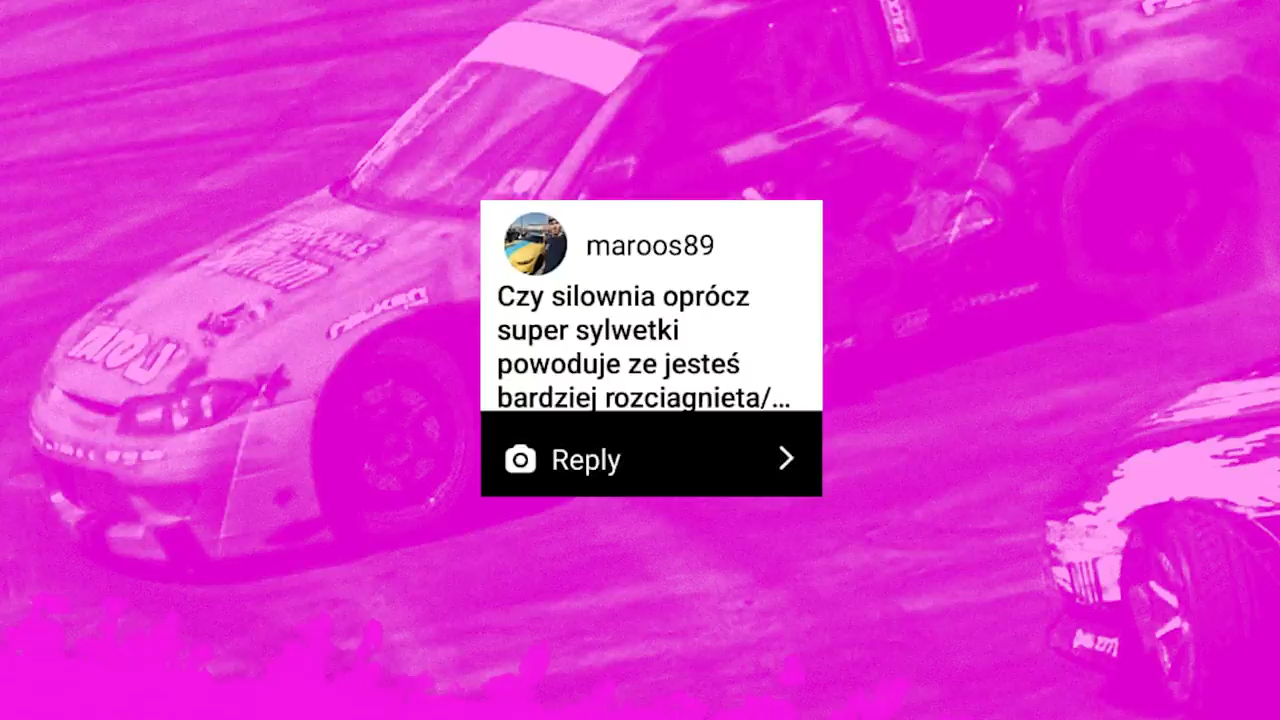 maroos89
Czy silownia oprócz
super sylwetki
powoduje ze jesteś
bardziej rozciagnieta/...
Reply